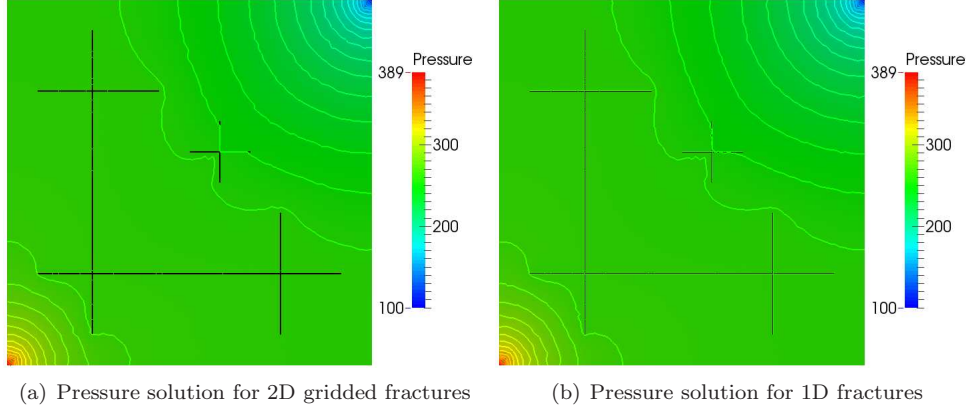 Pressure
389
300
200
100
Pressure
389
300
200
100
(a) Pressure solution for 2D gridded fractures
(b) Pressure solution for 1D fractures